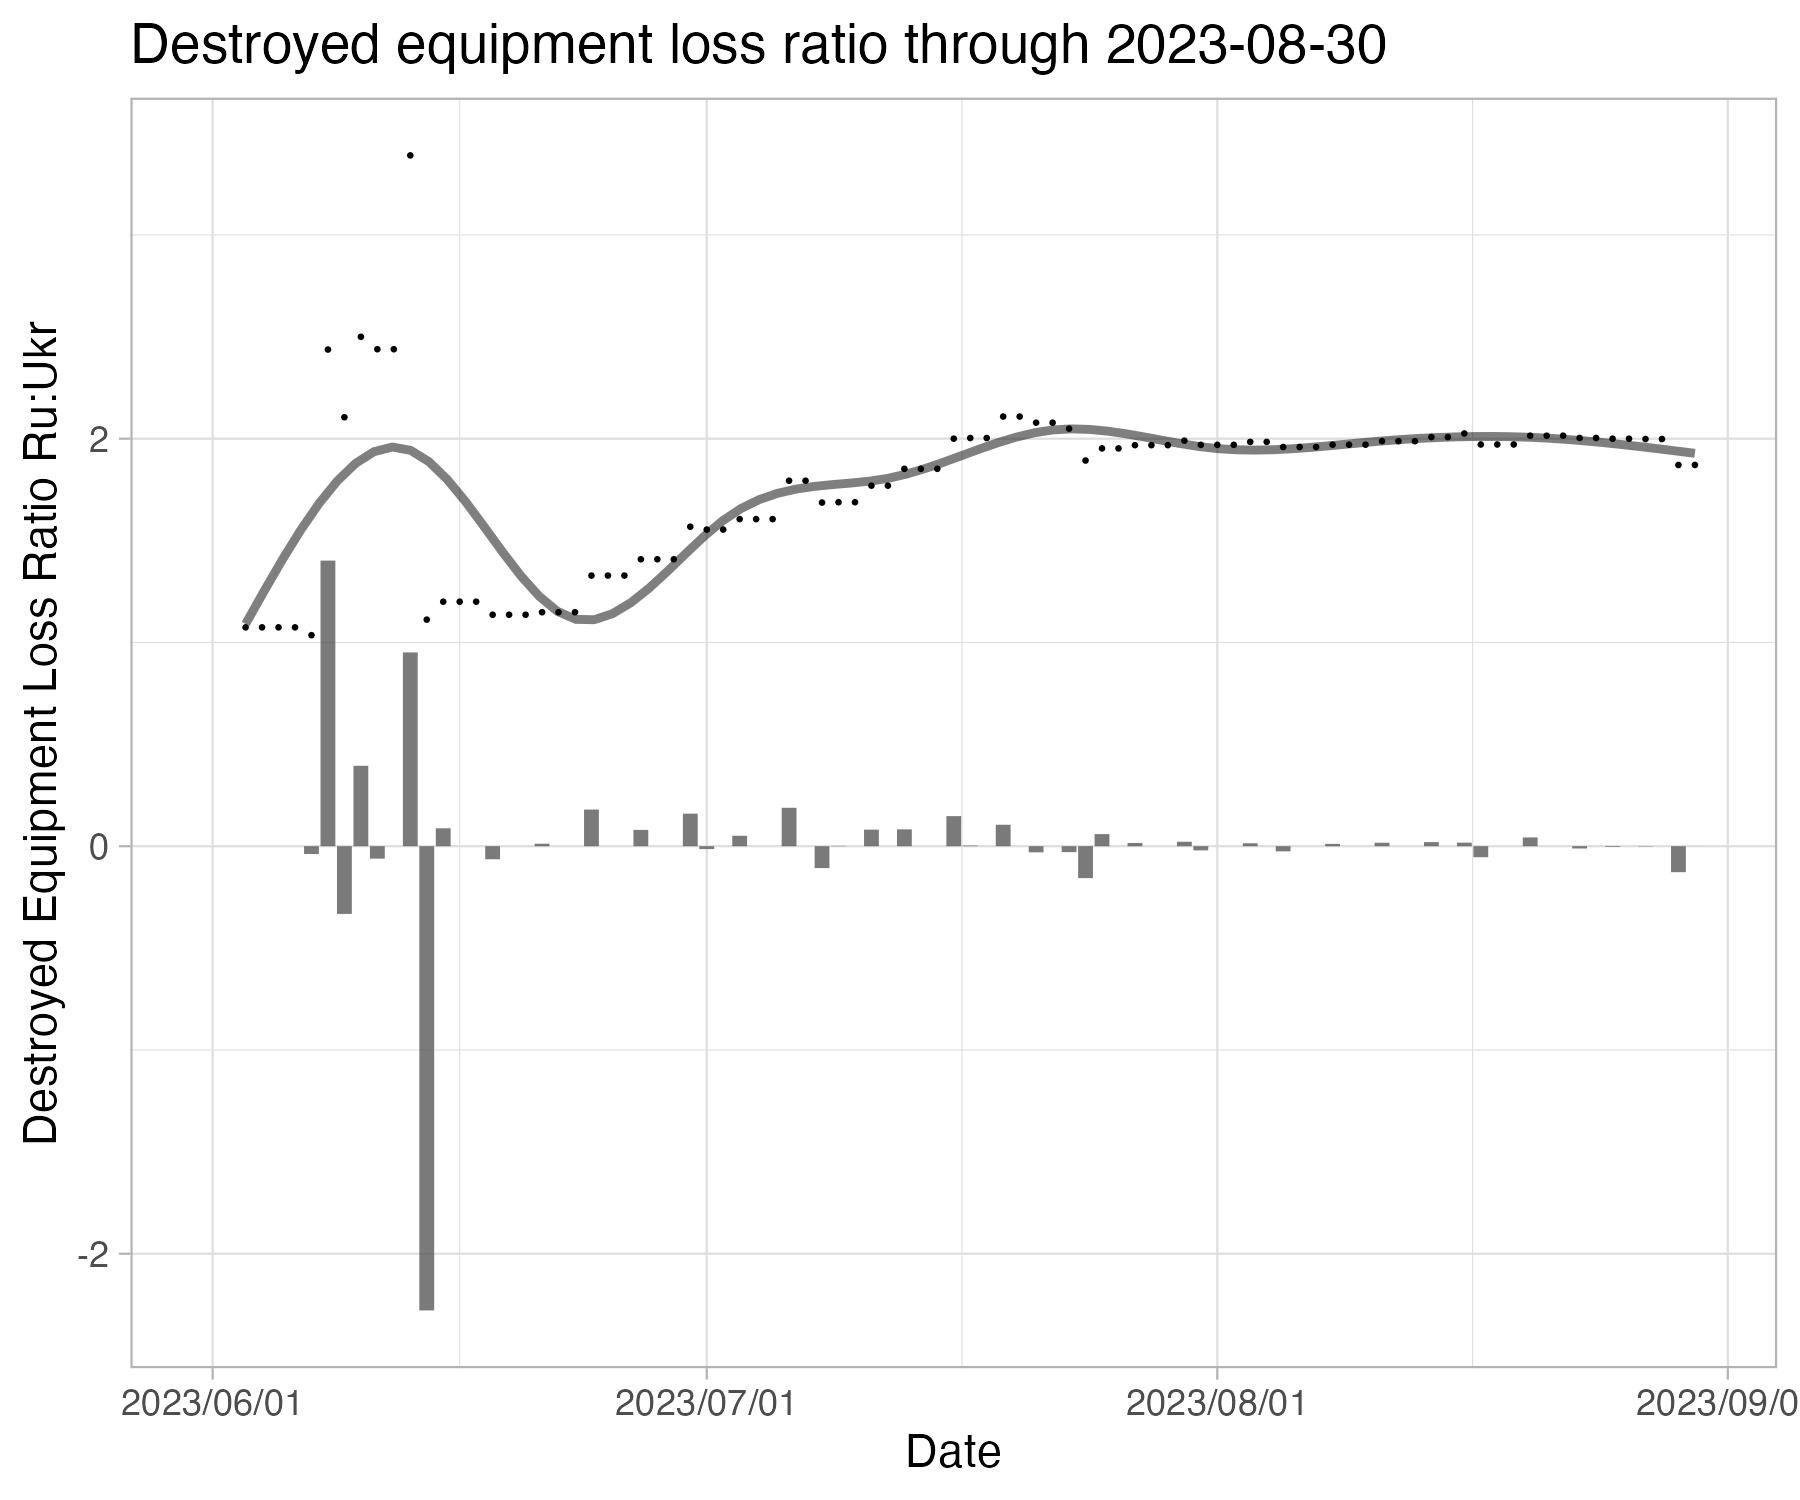 Destroyed equipment loss ratio through 2023-08-30
Destroyed Equipment Loss Ratio Ru:Ukr
2
0
-2
2023/06/01
2023/07/01
2023/08/01
2023/09/0
Date